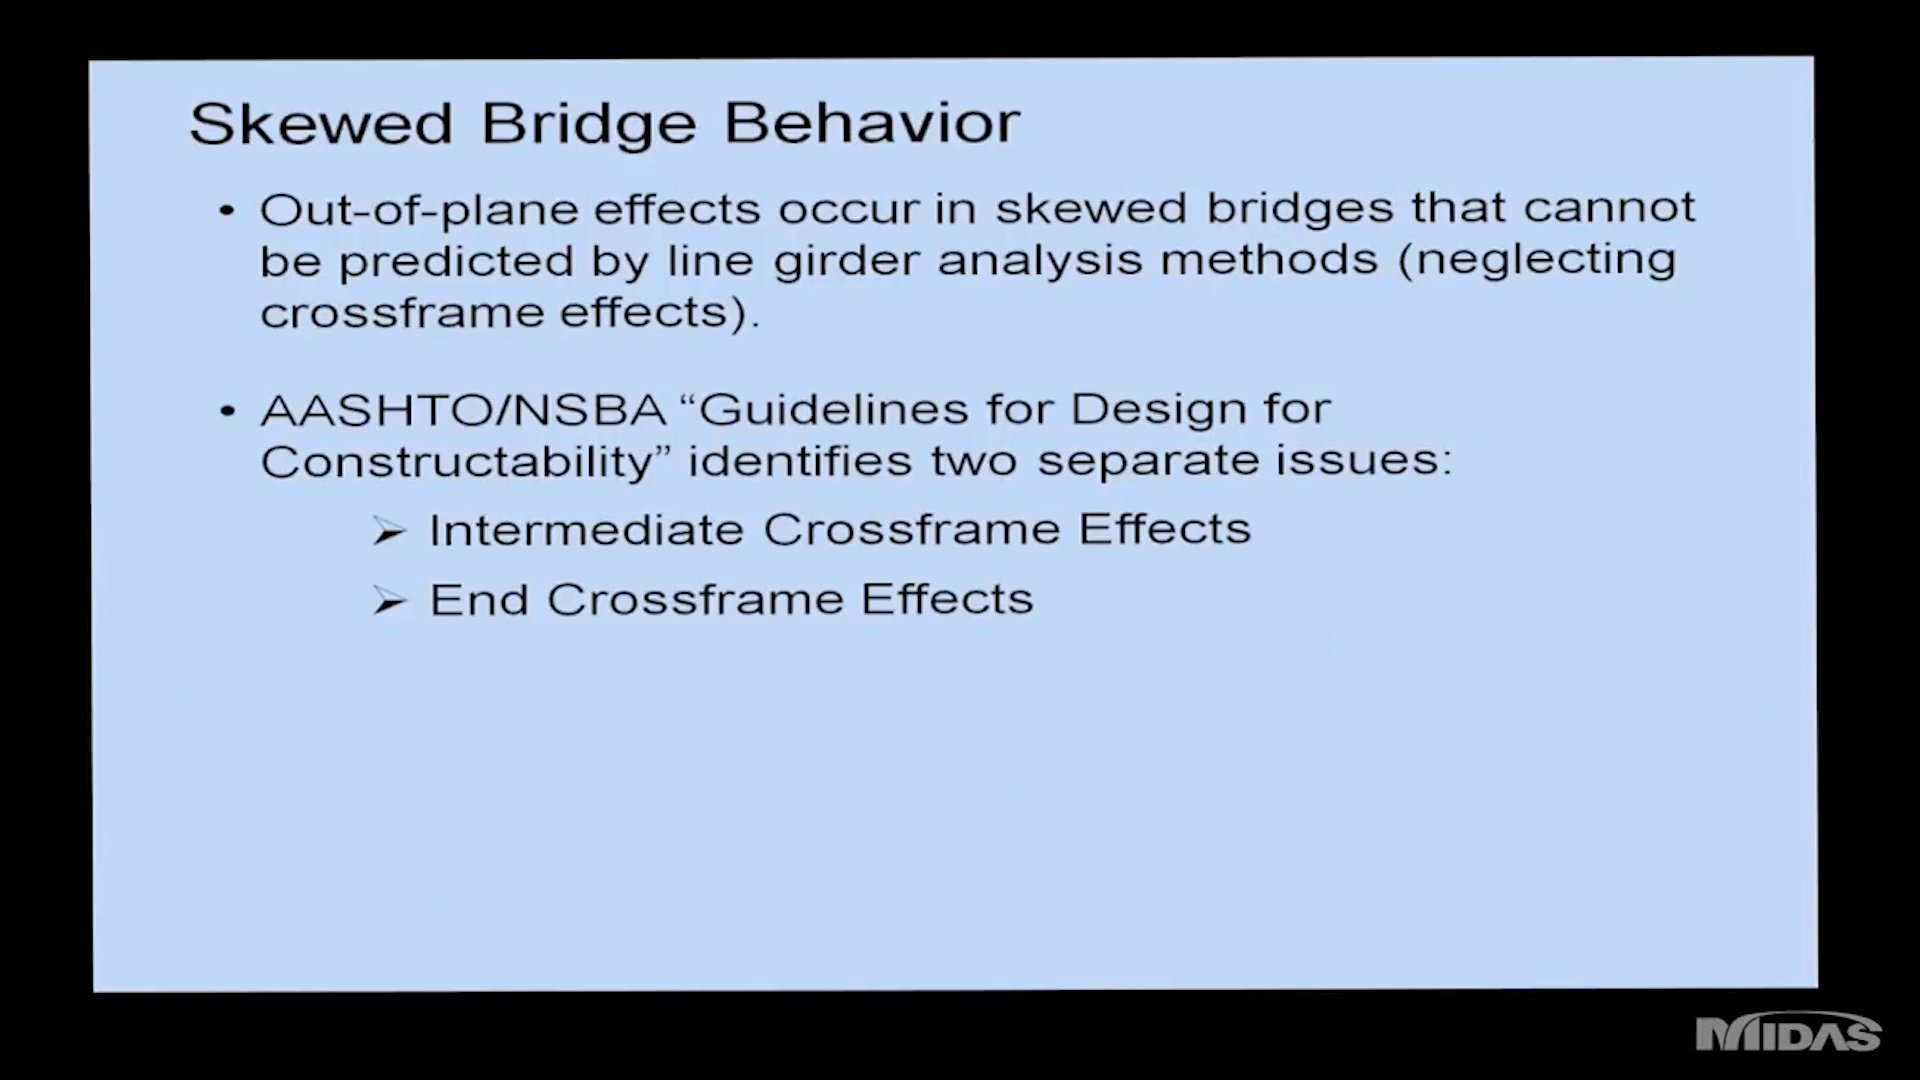 Skewed Bridge Behavior
• Out-of-plane effects occur in skewed bridges that cannot
be predicted by line girder analysis methods (neglecting
crossframe effects).
• AASHTO/NSBA “Guidelines for Design for
Constructability” identifies two separate issues:
➢ Intermediate Crossframe Effects
➢ End Crossframe Effects
MIDAS